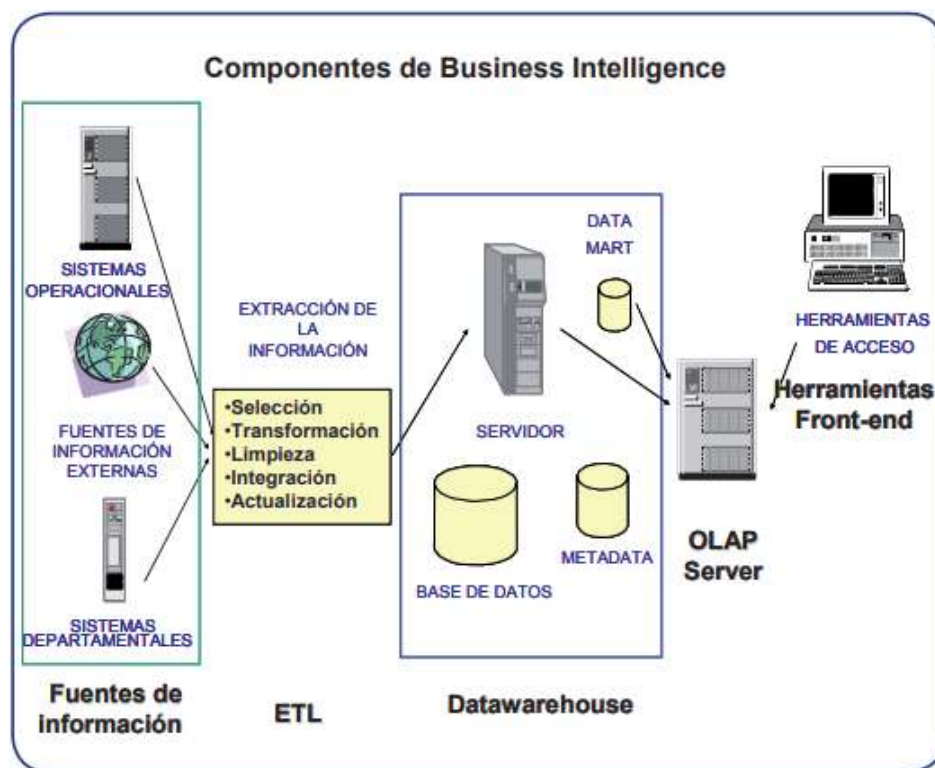 Componentes de Business Intelligence
SISTEMAS
OPERACIONALES
FUENTES DE
INFORMACIÓN
EXTERNAS
SISTEMAS
DEPARTAMENTALES
Fuentes de
información
EXTRACCIÓN DE
LA
INFORMACIÓN
•Selección
•Transformación
•Limpieza
•Integración
•Actualización
ETL
DATA
MART
SERVIDOR
BASE DE DATOS
METADATA
Datawarehouse
OLAP
Server
HERRAMIENTAS
DE ACCESO
Herramientas
Front-end